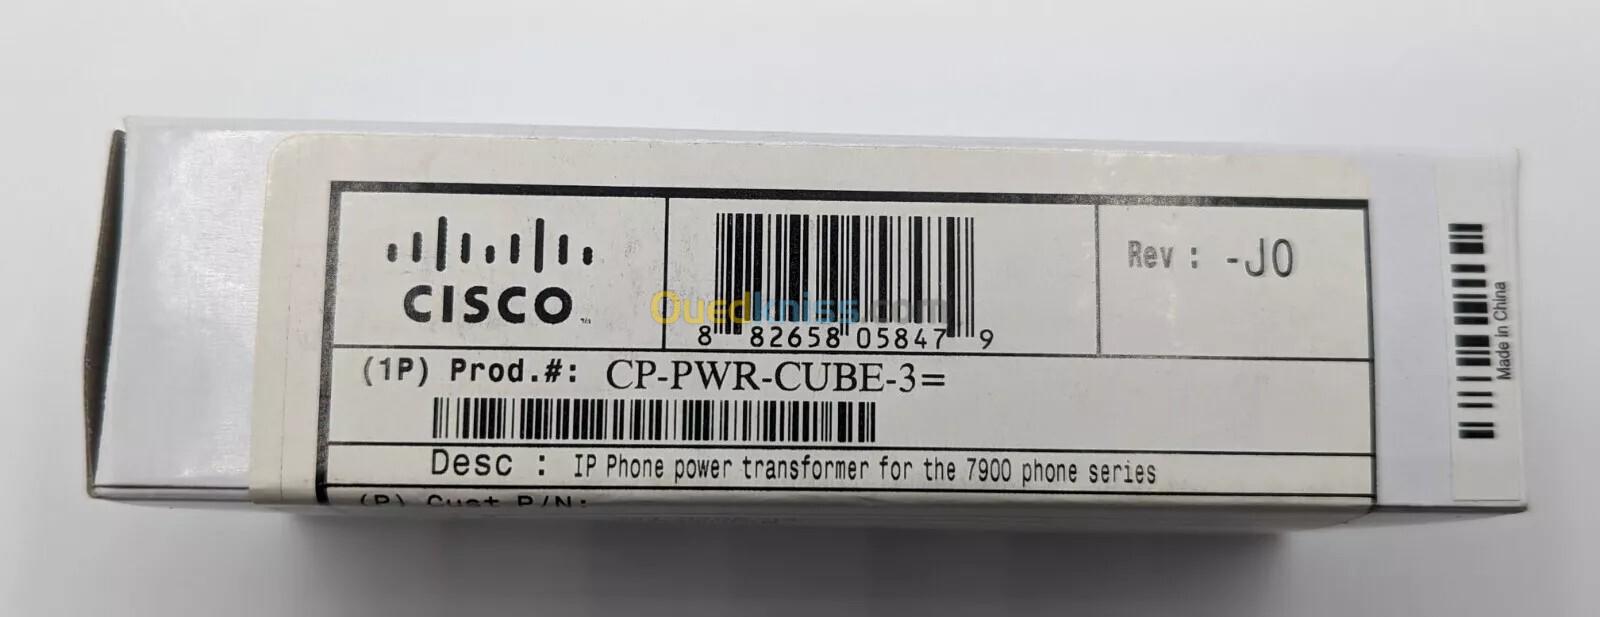 CISCO
8 82658 05847 9
Rev : -J0
(1P) Prod.#: CP-PWR-CUBE-3=
Desc : IP Phone power transformer for the 7900 phone series
(P) Cust P/N:
Made in China
Ouedkniss.com